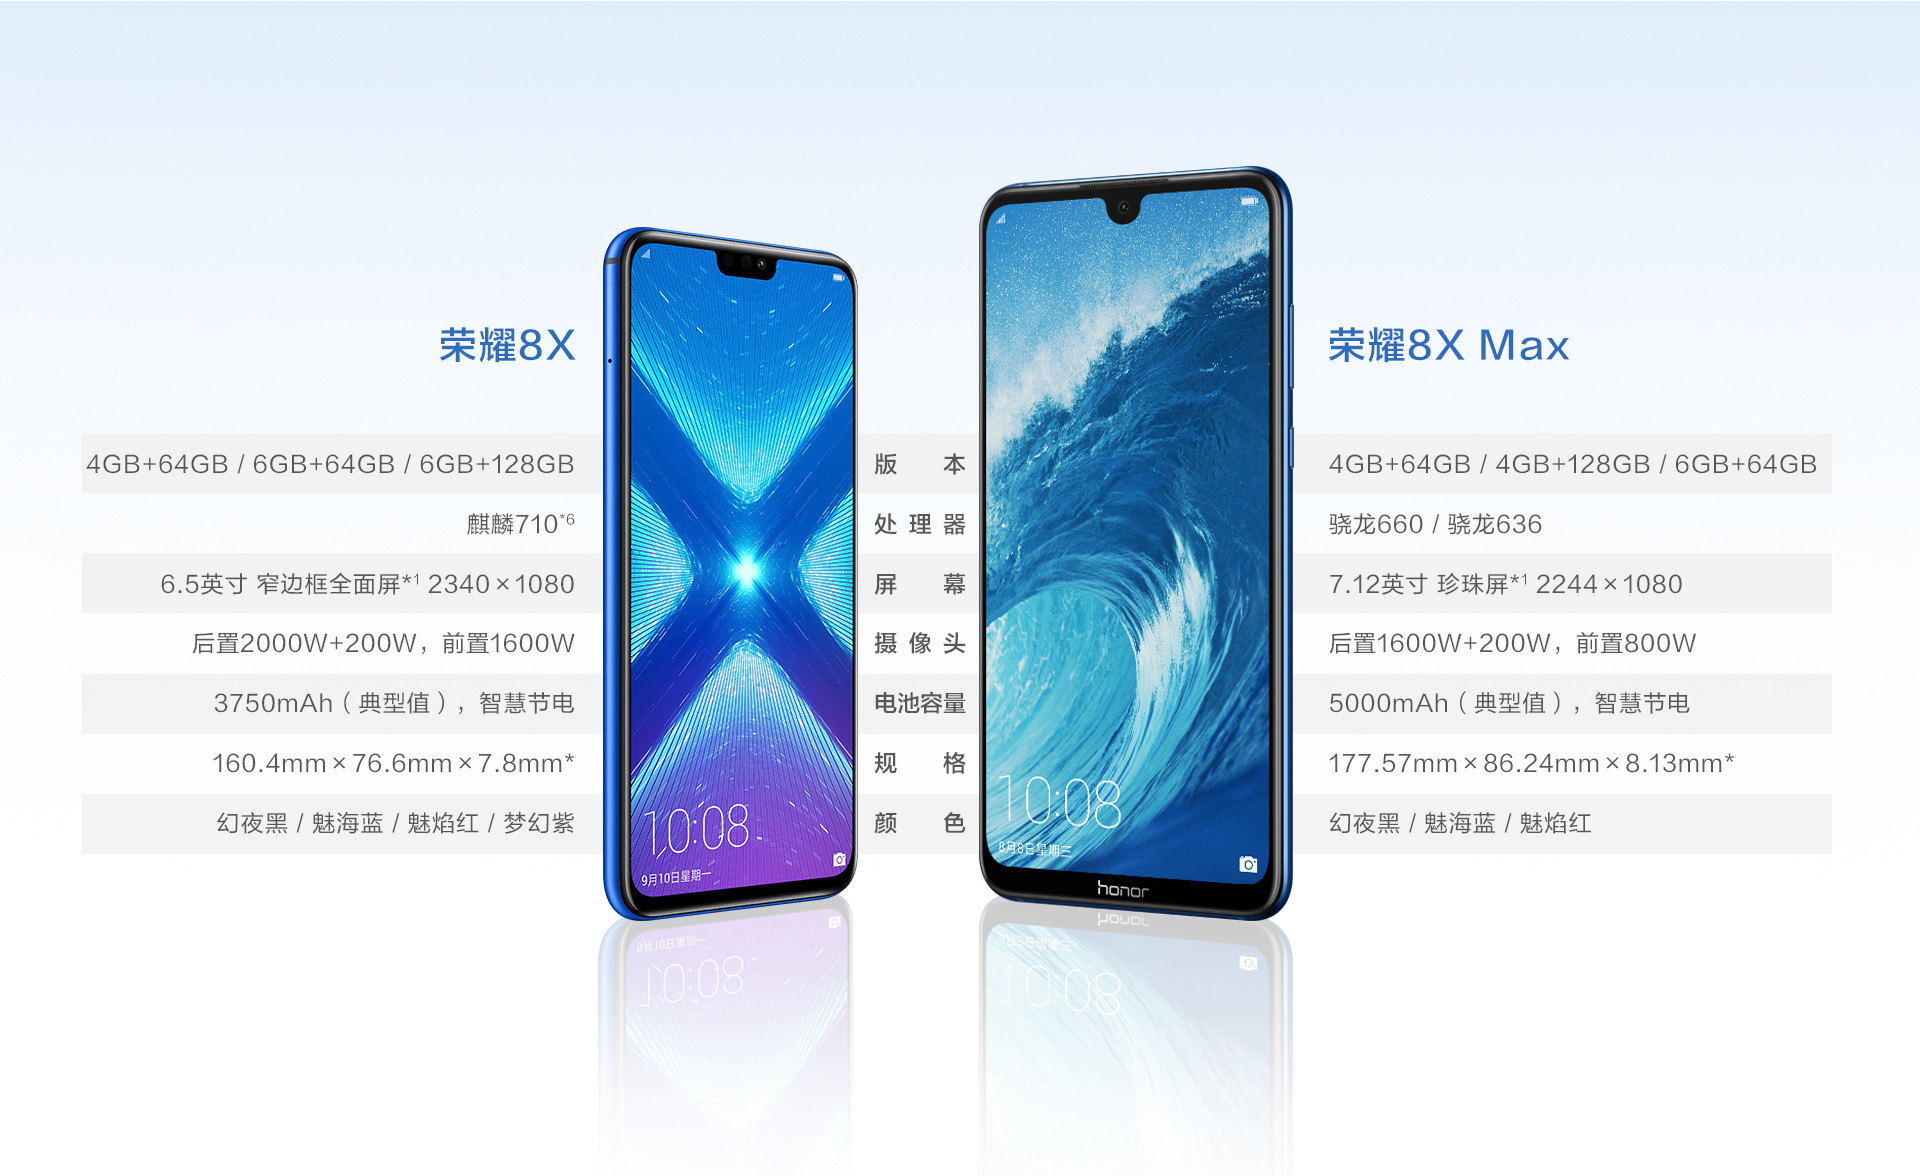 荣耀8X
荣耀8X Max
4GB+64GB / 6GB+64GB / 6GB+128GB 版 本 4GB+64GB / 4GB+128GB / 6GB+64GB
麒麟710*6 处 理 器 骁龙660 / 骁龙636
6.5英寸 窄边框全面屏*1 2340×1080 屏 幕 7.12英寸 珍珠屏*1 2244×1080
后置2000W+200W，前置1600W 摄 像 头 后置1600W+200W，前置800W
3750mAh（典型值），智慧节电 电池容量 5000mAh（典型值），智慧节电
160.4mm×76.6mm×7.8mm* 规 格 177.57mm×86.24mm×8.13mm*
幻夜黑 / 魅海蓝 / 魅焰红 / 梦幻紫 颜 色 幻夜黑 / 魅海蓝 / 魅焰红
10:08
9月10日星期一
10:08
8月8日星期三
honor